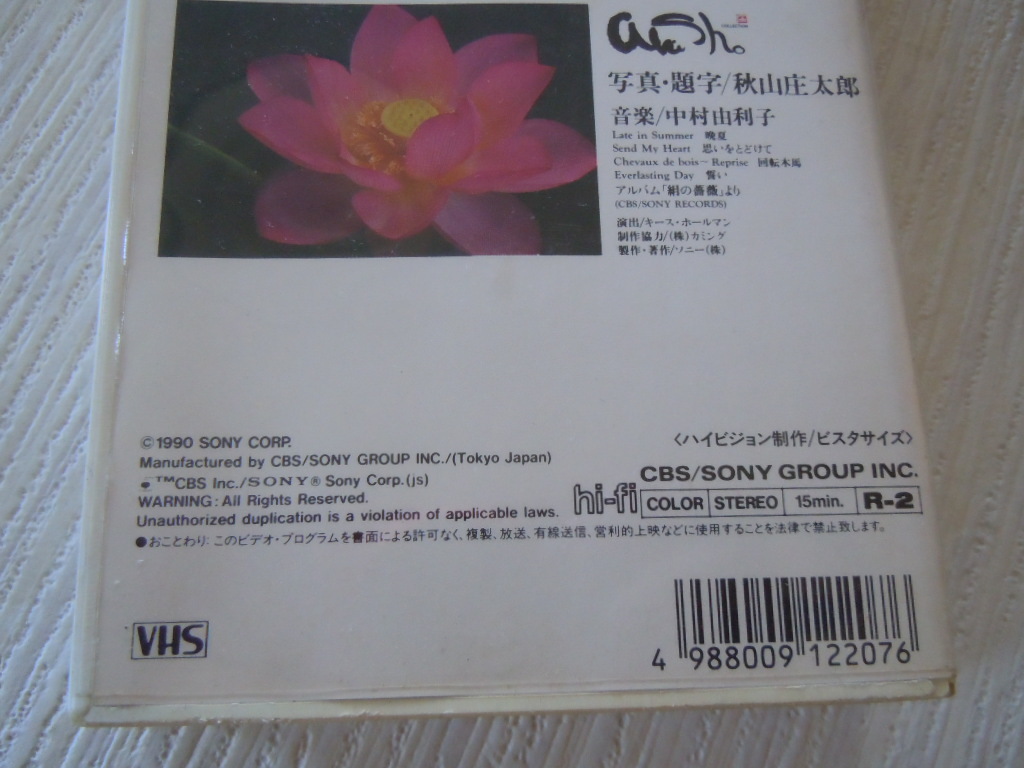 COLLECTION
写真・題字/秋山庄太郎
音楽/中村由利子
Late in Summer 晩夏
Send My Heart 思いをとどけて
Chevaux de bois~Reprise 回転木馬
Everlasting Day 誓い
アルバム「絹の薔薇」より
(CBS/SONY RECORDS)
演出/キース・ホールマン
制作協力/(株)カミング
製作・著作/ソニー(株)
©1990 SONY CORP.
Manufactured by CBS/SONY GROUP INC./(Tokyo Japan)
™CBS Inc./SONY® Sony Corp.(js)
WARNING: All Rights Reserved.
Unauthorized duplication is a violation of applicable laws.
〈ハイビジョン制作/ビスタサイズ〉
CBS/SONY GROUP INC.
hi-fi COLOR STEREO 15min. R-2
●おことわり:このビデオ・プログラムを書面による許可なく、複製、放送、有線送信、営利的上映などに使用することを法律で禁止致します。
VHS
4 988009 122076